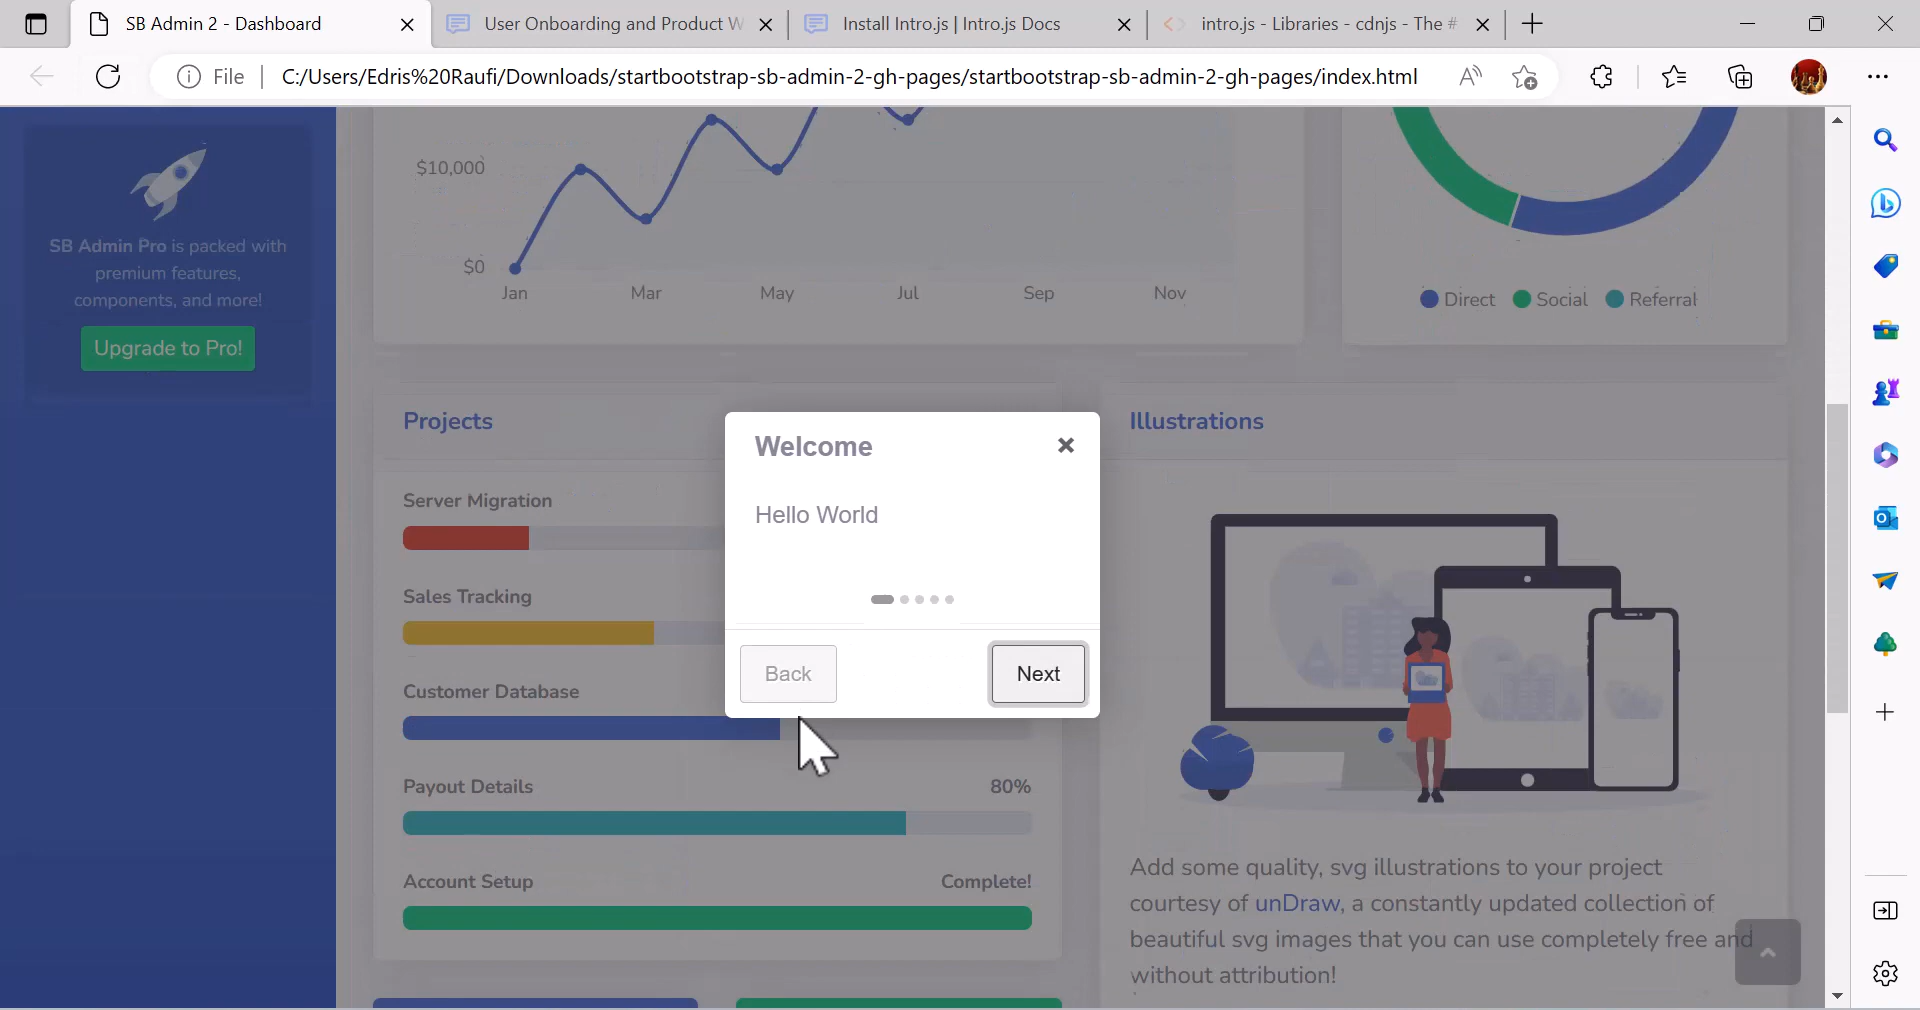 SB Admin 2 - Dashboard
User Onboarding and Product W
Install Intro.js | Intro.js Docs
intro.js - Libraries - cdnjs - The #
File
C:/Users/Edris%20Raufi/Downloads/startbootstrap-sb-admin-2-gh-pages/startbootstrap-sb-admin-2-gh-pages/index.html
SB Admin Pro is packed with
premium features,
components, and more!
Upgrade to Pro!
$10,000
$0
Jan
Mar
May
Jul
Sep
Nov
Direct
Social
Referral
Projects
Server Migration
Sales Tracking
Customer Database
Payout Details
80%
Account Setup
Complete!
Welcome
Hello World
Back
Next
Illustrations
Add some quality, svg illustrations to your project
courtesy of unDraw, a constantly updated collection of
beautiful svg images that you can use completely free and
without attribution!